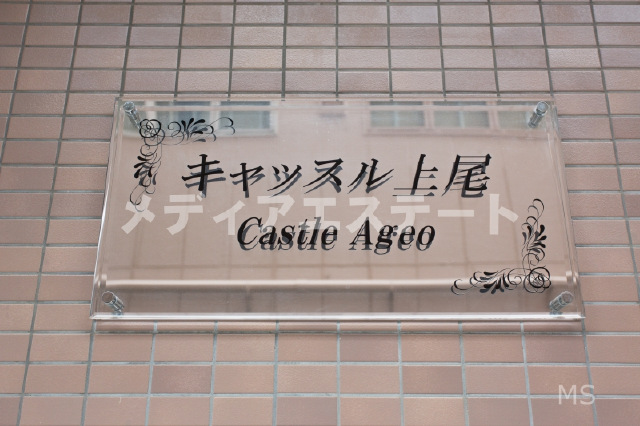 キャッスル上尾
メディアエステート
Castle Ageo
MS